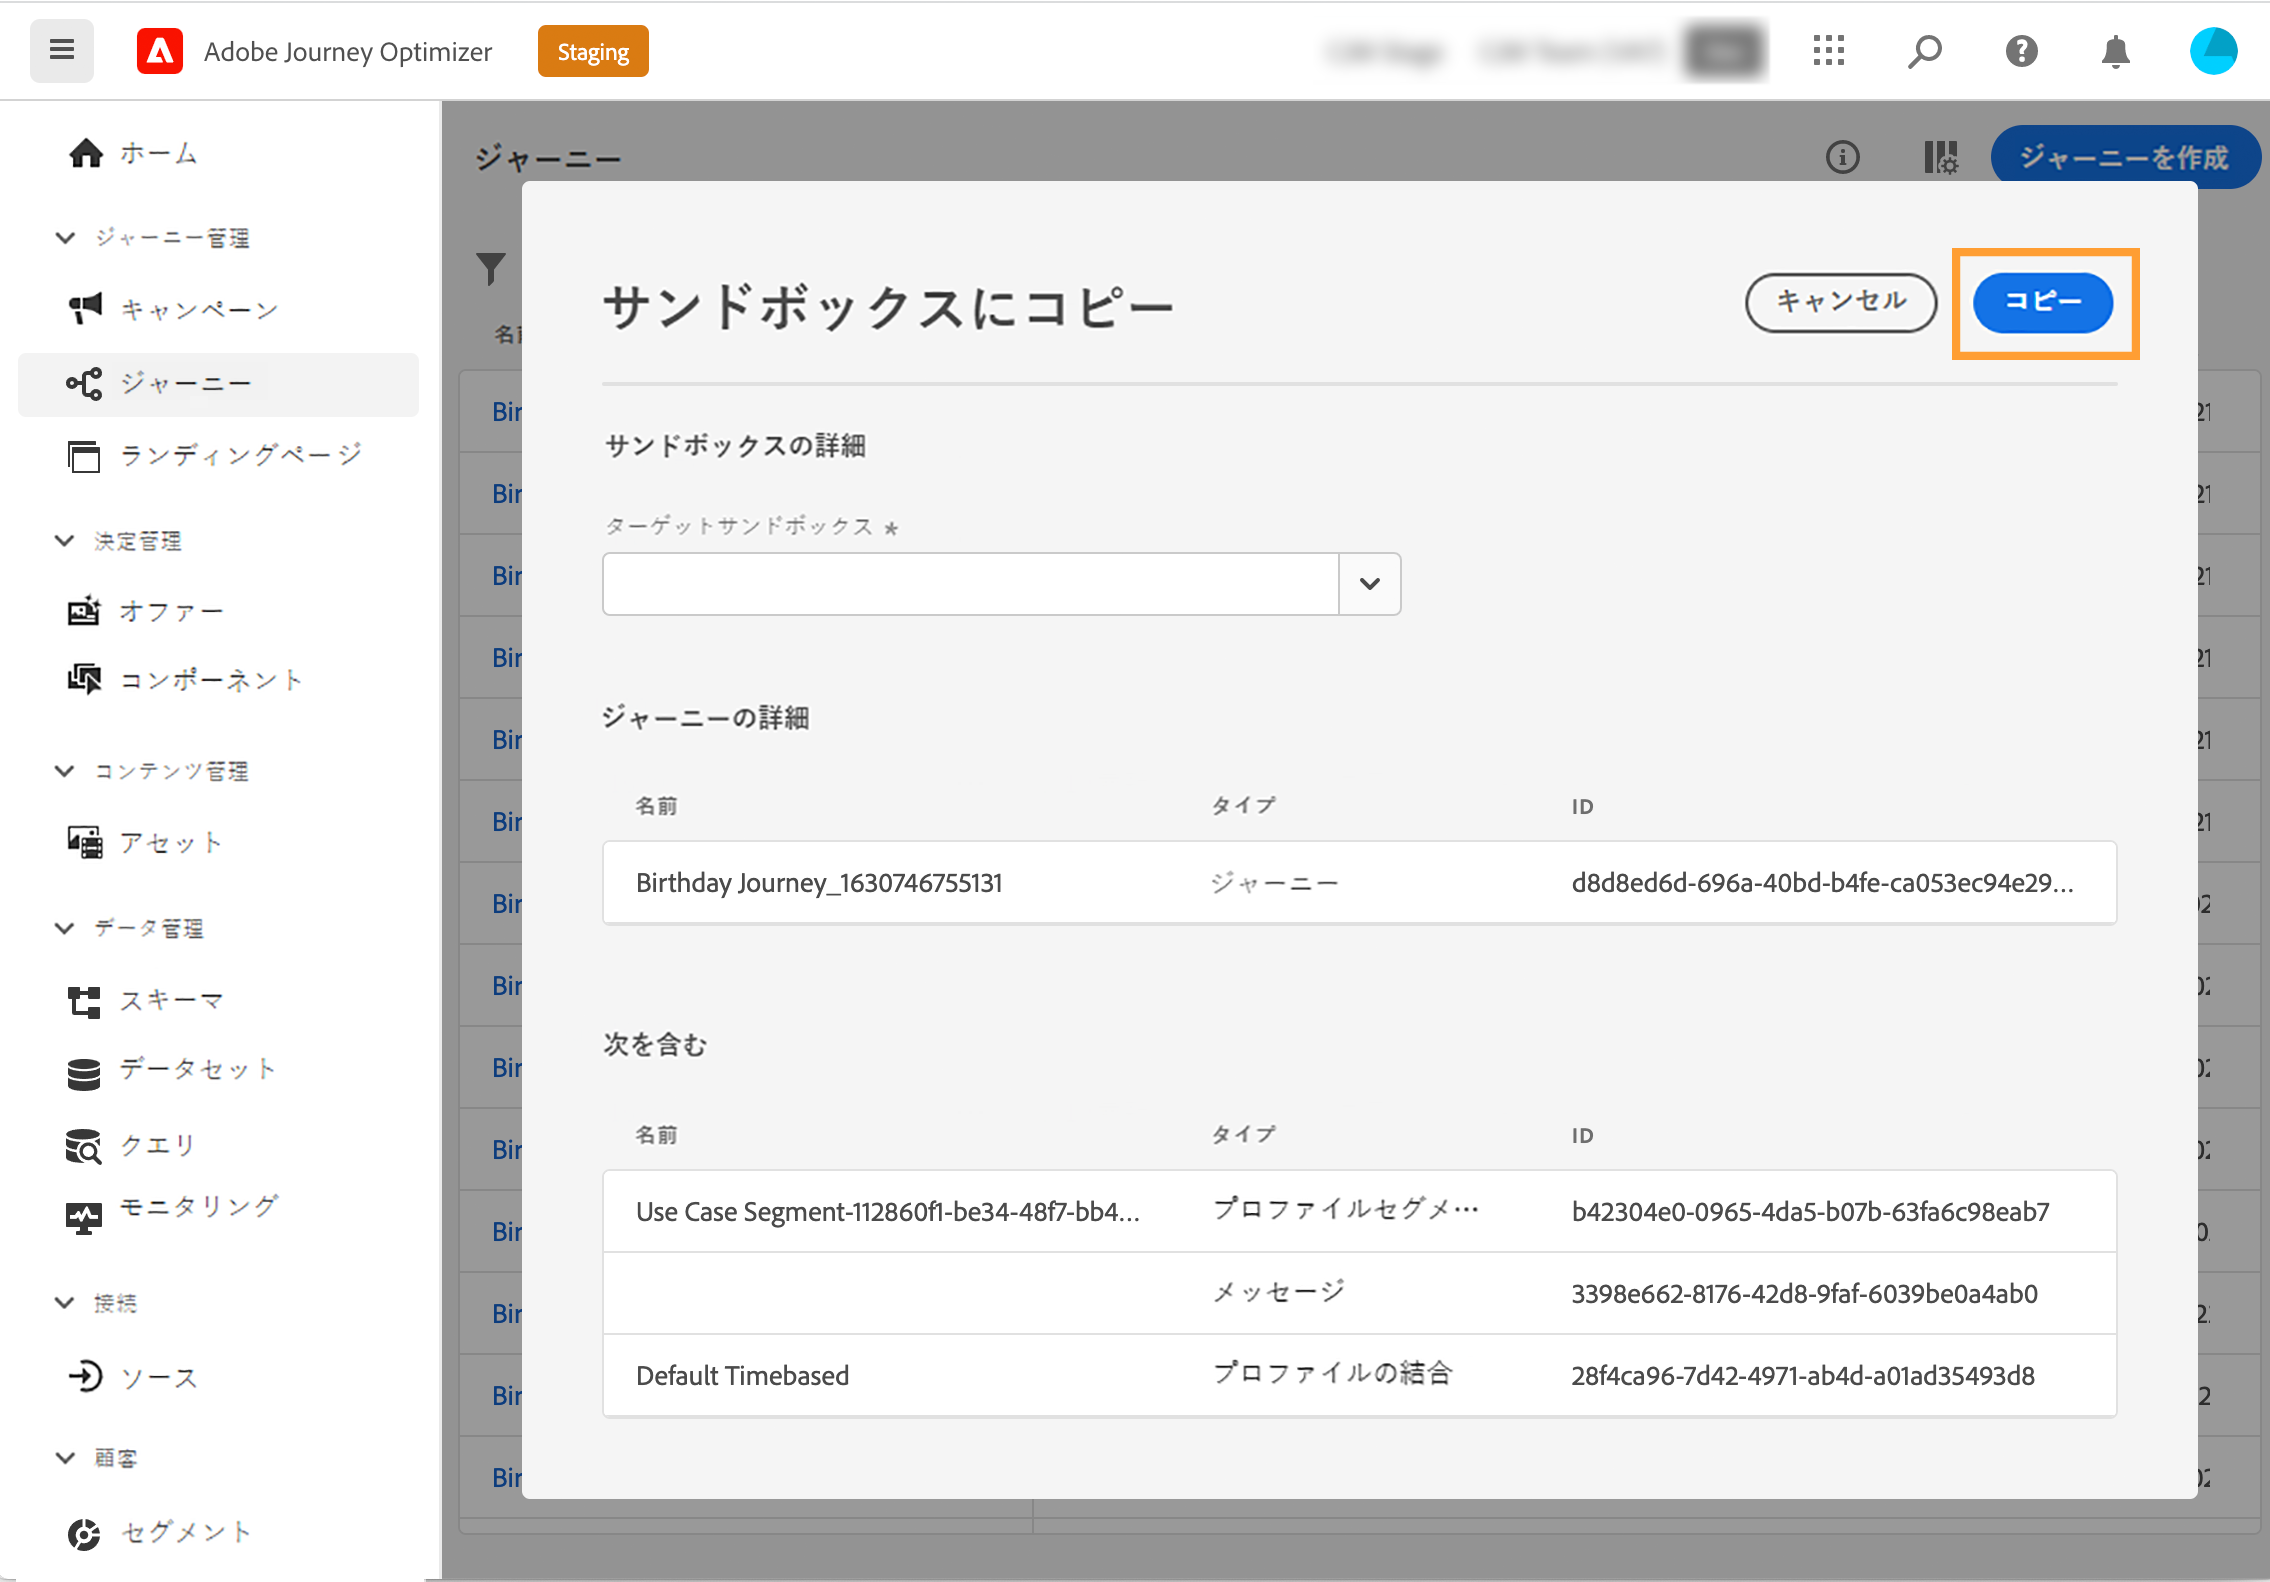 Adobe Journey Optimizer
Staging
ホーム
ジャーニー管理
キャンペーン
ジャーニー
ランディングページ
決定管理
オファー
コンポーネント
コンテンツ管理
アセット
データ管理
スキーマ
データセット
クエリ
モニタリング
接続
ソース
顧客
セグメント
ジャーニー
ジャーニーを作成
サンドボックスにコピー
キャンセル
コピー
サンドボックスの詳細
ターゲットサンドボックス *
ジャーニーの詳細
名前 タイプ ID
Birthday Journey_1630746755131 ジャーニー d8d8ed6d-696a-40bd-b4fe-ca053ec94e29...
次を含む
名前 タイプ ID
Use Case Segment-112860f1-be34-48f7-bb4... プロファイルセグメ… b42304e0-0965-4da5-b07b-63fa6c98eab7
メッセージ 3398e662-8176-42d8-9faf-6039be0a4ab0
Default Timebased プロファイルの結合 28f4ca96-7d42-4971-ab4d-a01ad35493d8